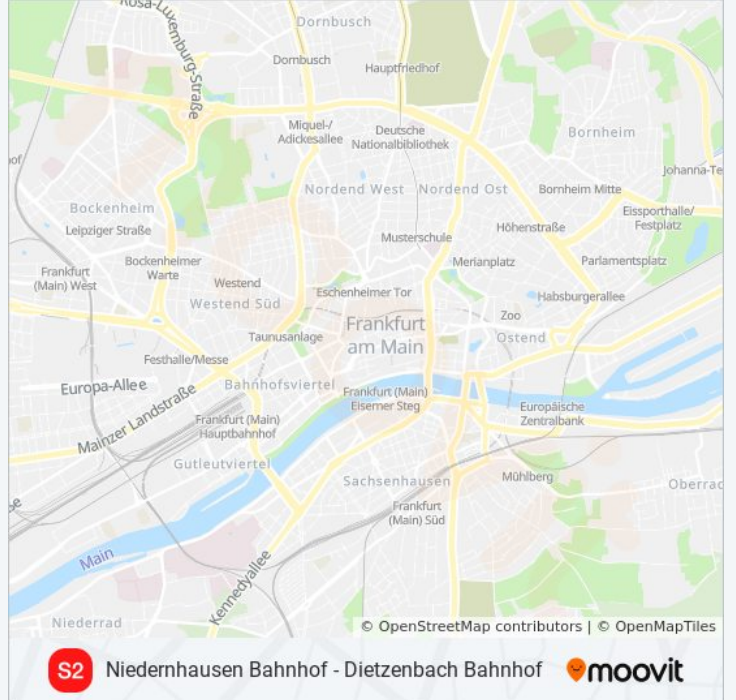 Rosa-Luxemburg-Straße
Dornbusch
Dornbusch
Hauptfriedhof
Miquel-/
Adickesallee
Deutsche
Nationalbibliothek
Bornheim
Johanna-Te
Nordend West
Nordend Ost
Bornheim Mitte
Bockenheim
Eissporthalle/
Festplatz
Leipziger Straße
Höhenstraße
Musterschule
Bockenheimer
Warte
Merianplatz
Parlamentsplatz
Frankfurt
(Main) West
Westend
Eschenheimer Tor
Habsburgerallee
Westend Süd
Zoo
Frankfurt
am Main
Taunusanlage
Ostend
Festhalle/Messe
Europa-Allee
Bahnhofsviertel
Frankfurt (Main)
Eiserner Steg
Mainzer Landstraße
Europäische
Zentralbank
Frankfurt (Main)
Hauptbahnhof
Gutleutviertel
Sachsenhausen
Mühlberg
Oberrad
Frankfurt
(Main) Süd
Main
Kennedyallee
Niederrad
© OpenStreetMap contributors | © OpenMapTiles
S2 Niedernhausen Bahnhof - Dietzenbach Bahnhof moovit